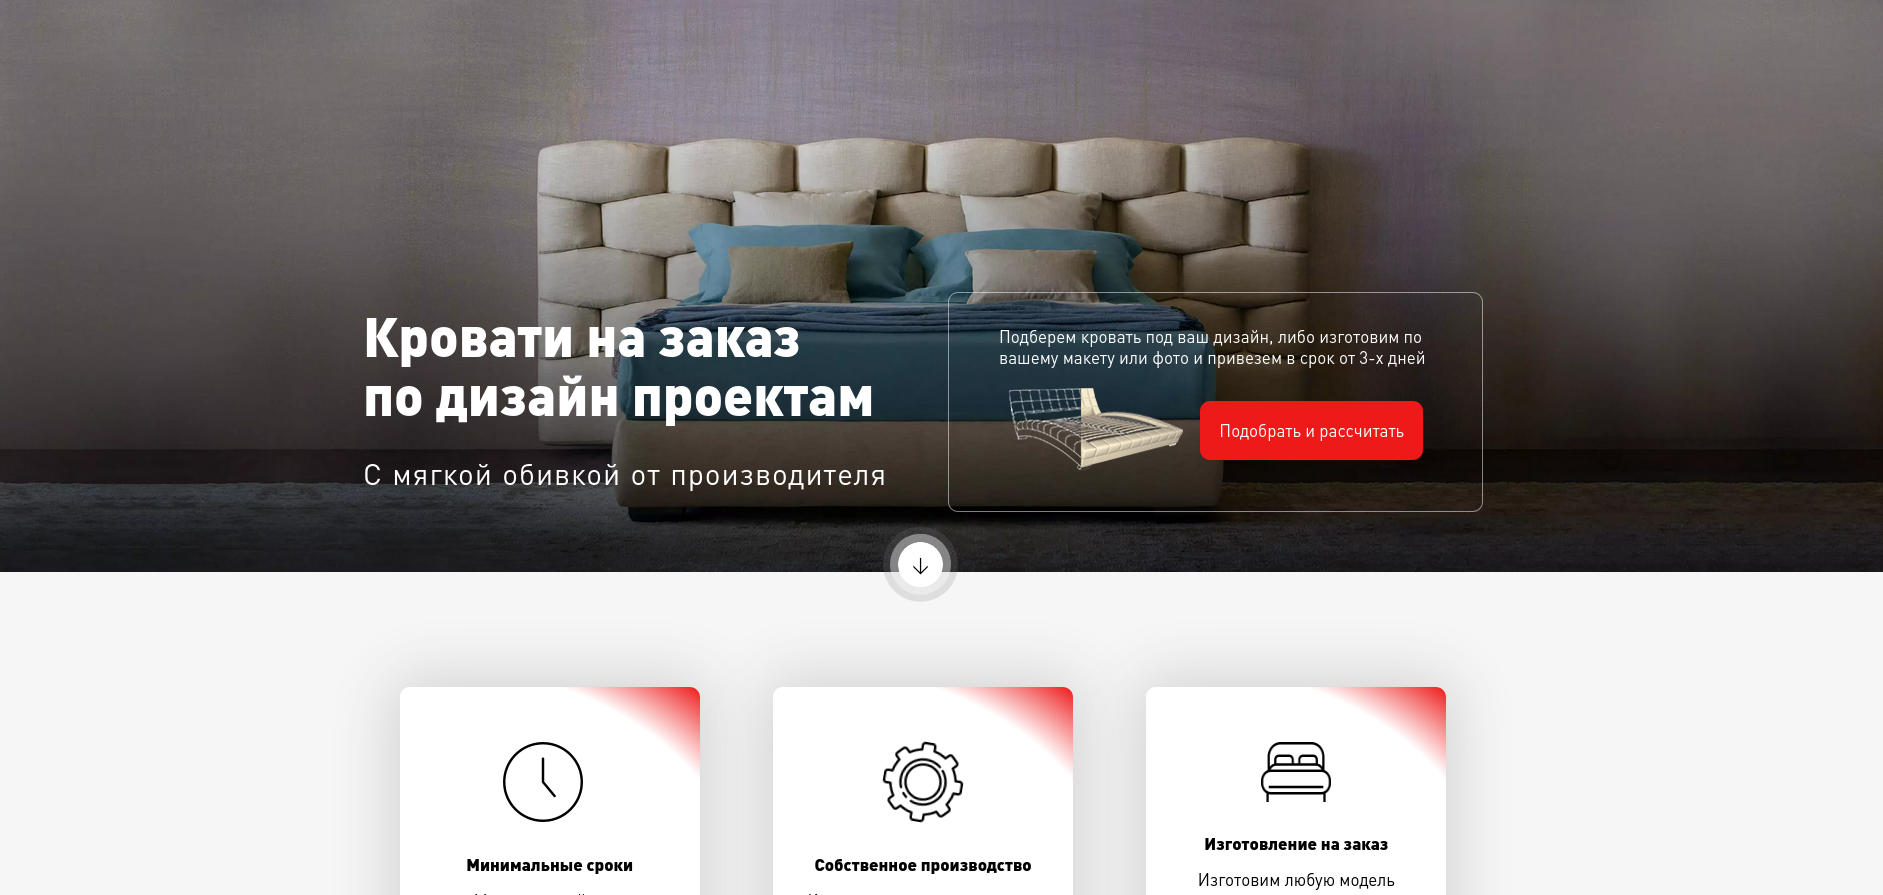 Кровати на заказ
по дизайн проектам
С мягкой обивкой от производителя
Подберем кровать под ваш дизайн, либо изготовим по
вашему макету или фото и привезем в срок от 3-х дней
Подобрать и рассчитать
Минимальные сроки
Собственное производство
Изготовление на заказ
Изготовим любую модель